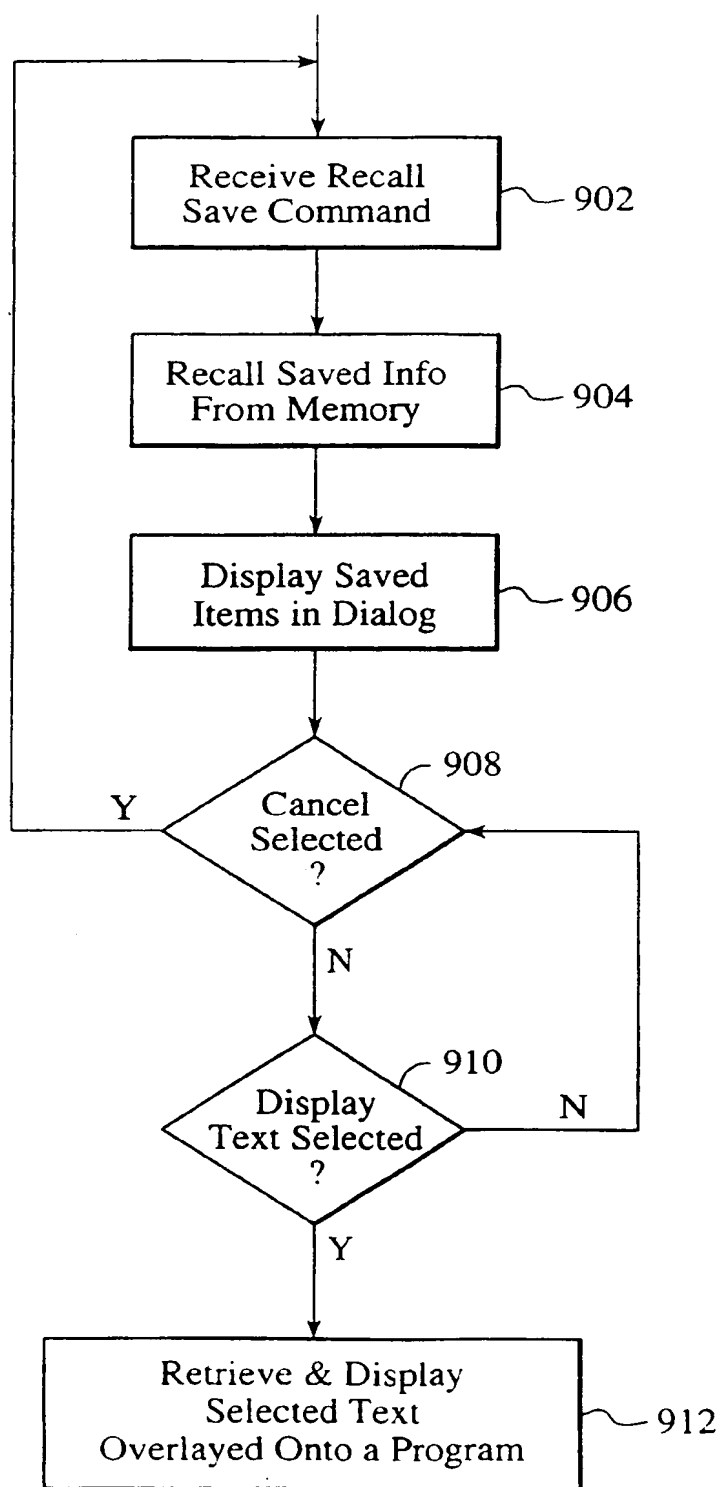 Receive Recall
Save Command
902
Recall Saved Info
From Memory
904
Display Saved
Items in Dialog
906
908
Cancel
Selected
?
Y
N
910
Display
Text Selected
?
N
Y
Retrieve & Display
Selected Text
Overlayed Onto a Program
912